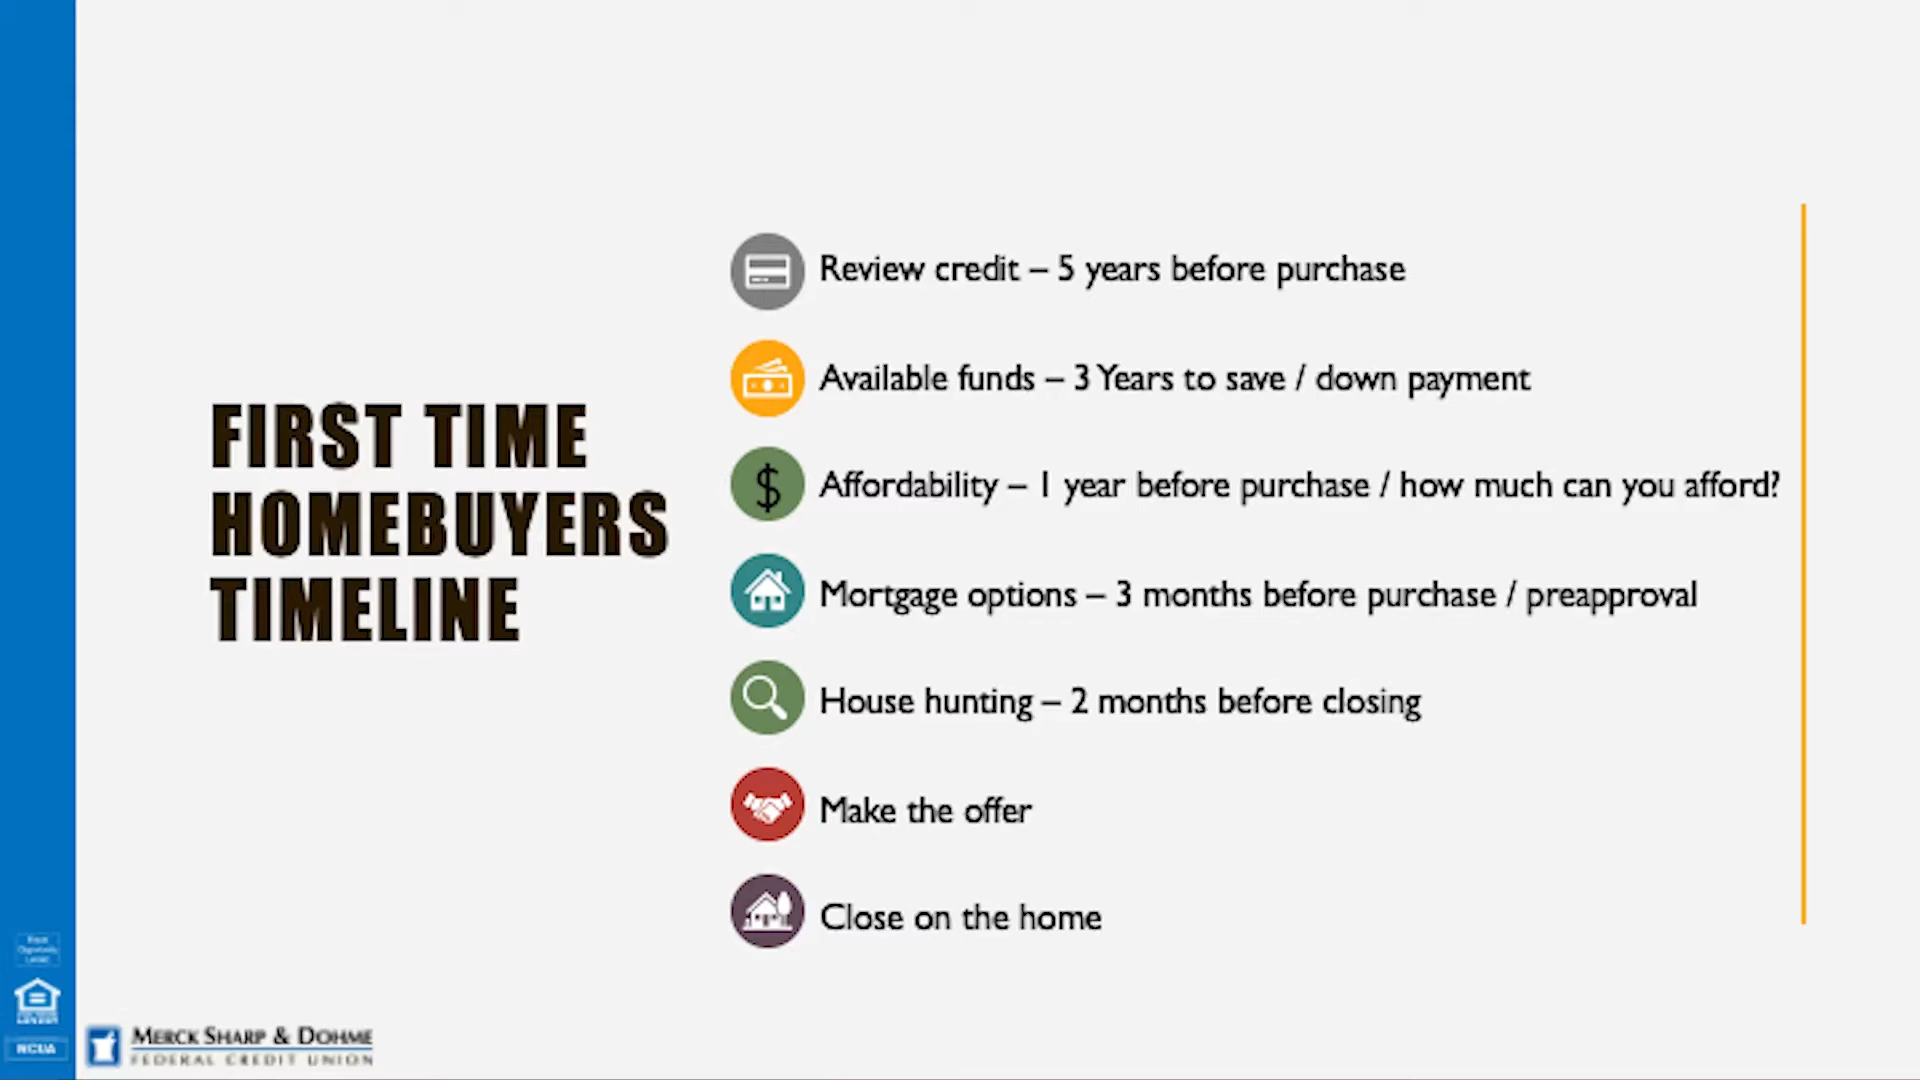 FIRST TIME
HOMEBUYERS
TIMELINE
Review credit – 5 years before purchase
Available funds – 3 Years to save / down payment
$
Affordability – 1 year before purchase / how much can you afford?
Mortgage options – 3 months before purchase / preapproval
House hunting – 2 months before closing
Make the offer
Close on the home
NCUA
MERCK SHARP & DOHME
FEDERAL CREDIT UNION